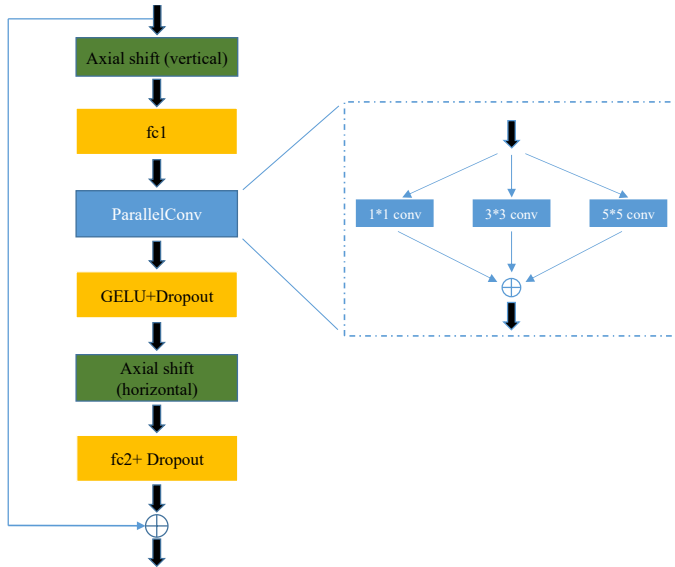 Axial shift (vertical)
fc1
ParallelConv
GELU+Dropout
Axial shift
(horizontal)
fc2+ Dropout
1*1 conv
3*3 conv
5*5 conv